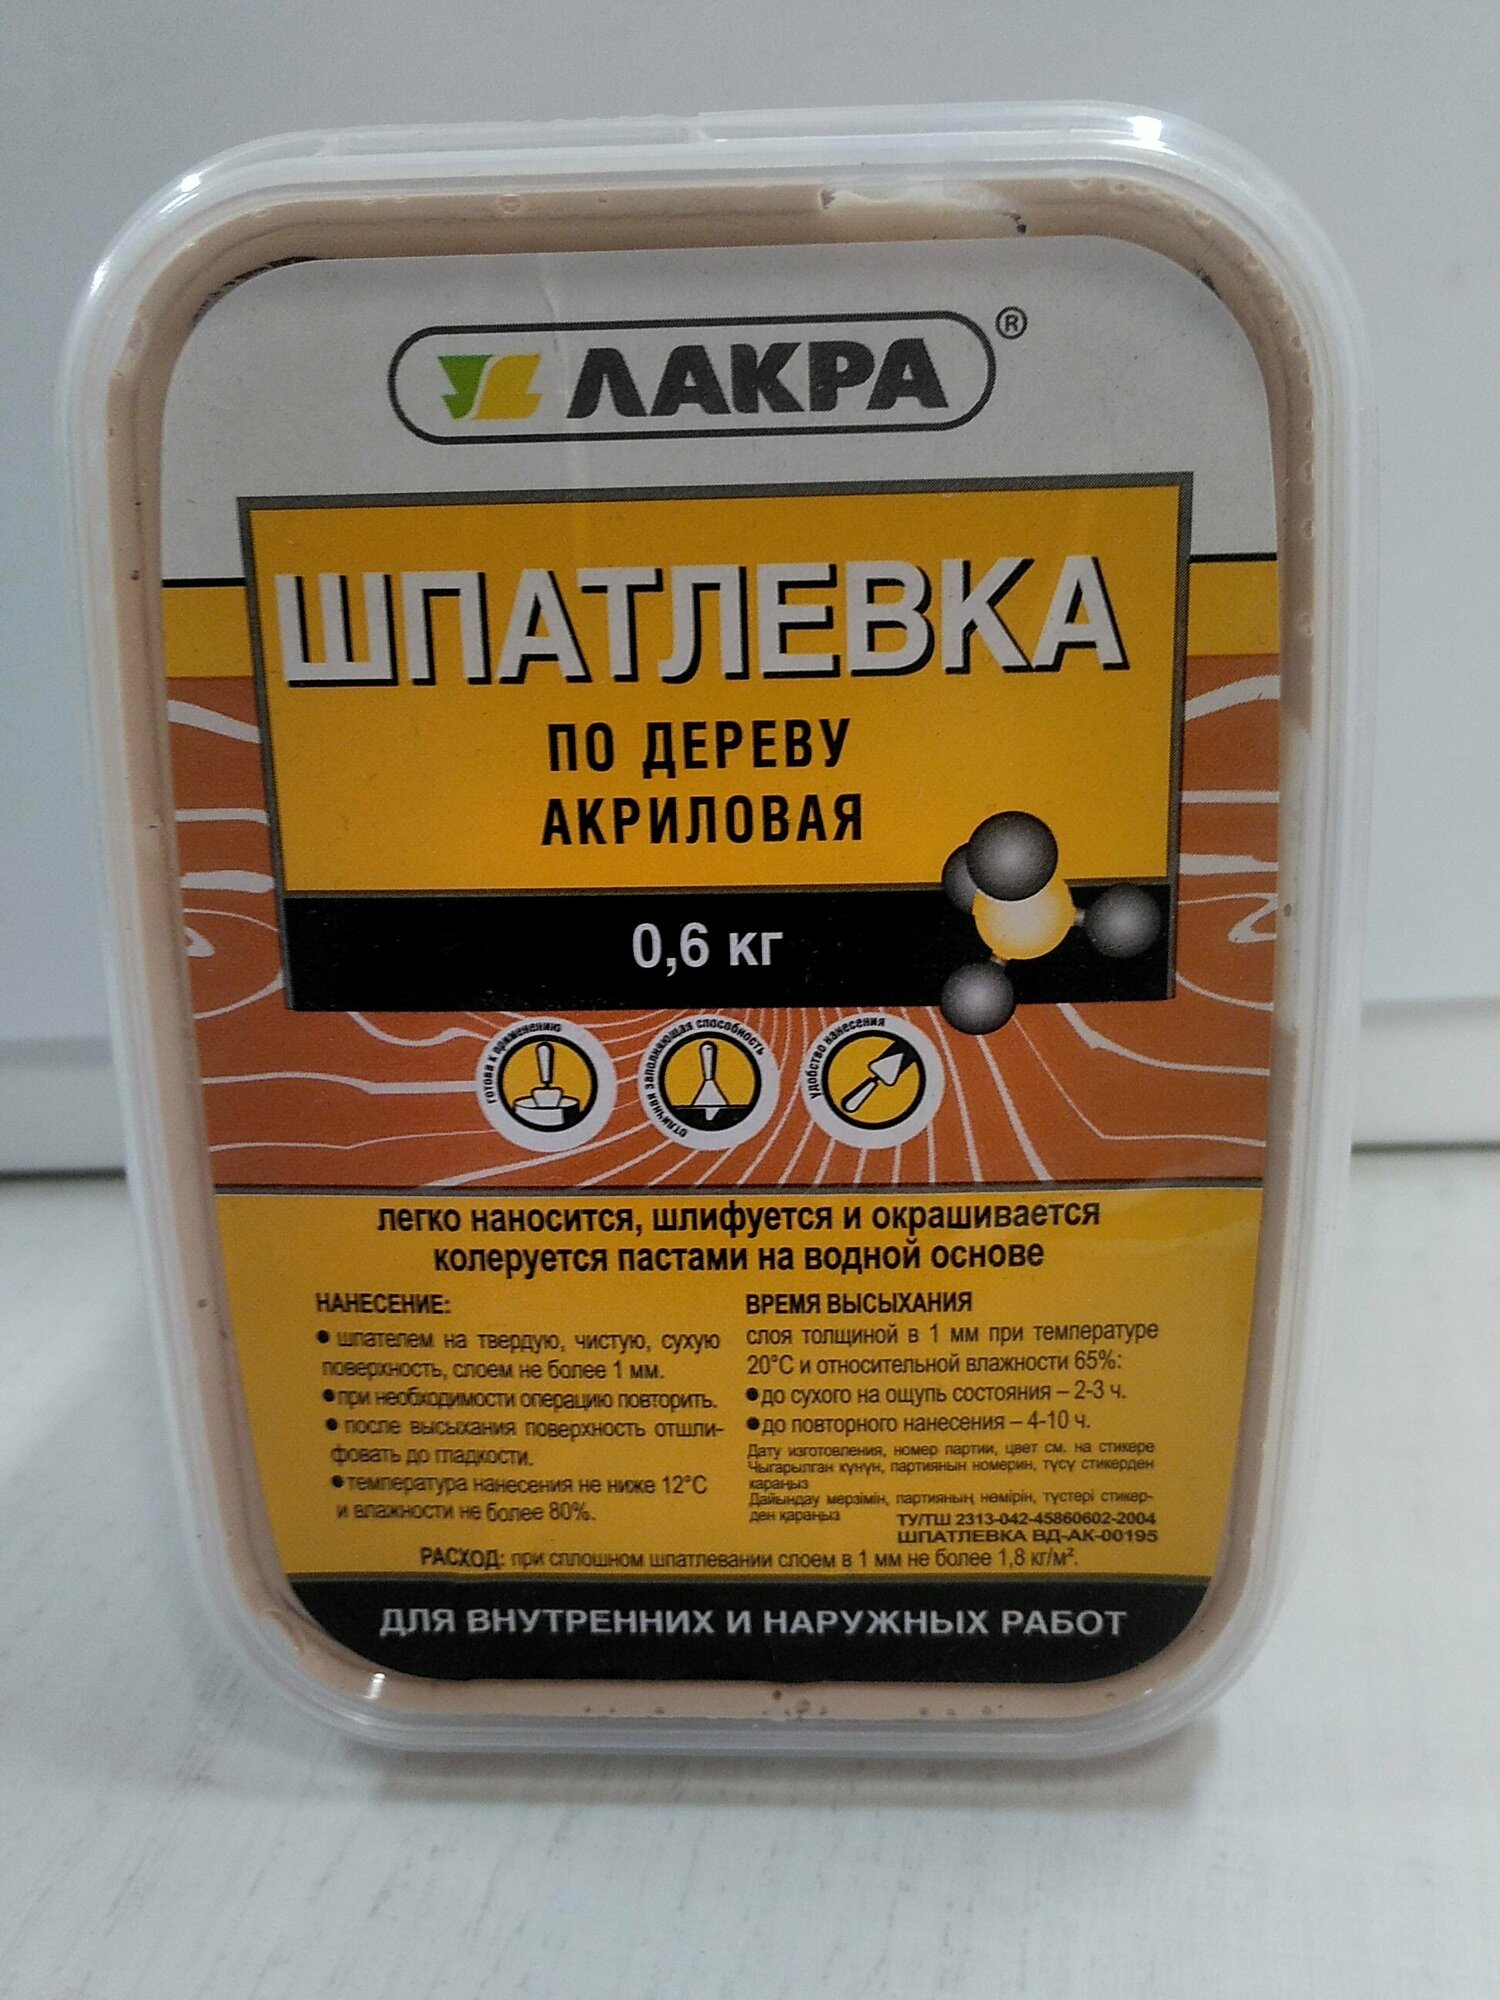 ЛАКРА®
ШПАТЛЕВКА
ПО ДЕРЕВУ
АКРИЛОВАЯ
0,6 кг
готова к применению
отличная заполняющая способность
удобство нанесения
легко наносится, шлифуется и окрашивается
колеруется пастами на водной основе
НАНЕСЕНИЕ:
● шпателем на твердую, чистую, сухую
поверхность, слоем не более 1 мм.
● при необходимости операцию повторить.
● после высыхания поверхность отшли-
фовать до гладкости.
● температура нанесения не ниже 12°С
и влажности не более 80%.
ВРЕМЯ ВЫСЫХАНИЯ
слоя толщиной в 1 мм при температуре
20°С и относительной влажности 65%:
● до сухого на ощупь состояния – 2-3 ч.
● до повторного нанесения – 4-10 ч.
Дату изготовления, номер партии, цвет см. на стикере
Чыгарылган күнүн, партиянын номерин, түсү стикерден
караңыз
Дайындау мерзімін, партияның нөмірін, түстері стикер-
ден қараңыз
ТУ/ТШ 2313-042-45860602-2004
ШПАТЛЕВКА ВД-АК-00195
РАСХОД: при сплошном шпатлевании слоем в 1 мм не более 1,8 кг/м².
ДЛЯ ВНУТРЕННИХ И НАРУЖНЫХ РАБОТ